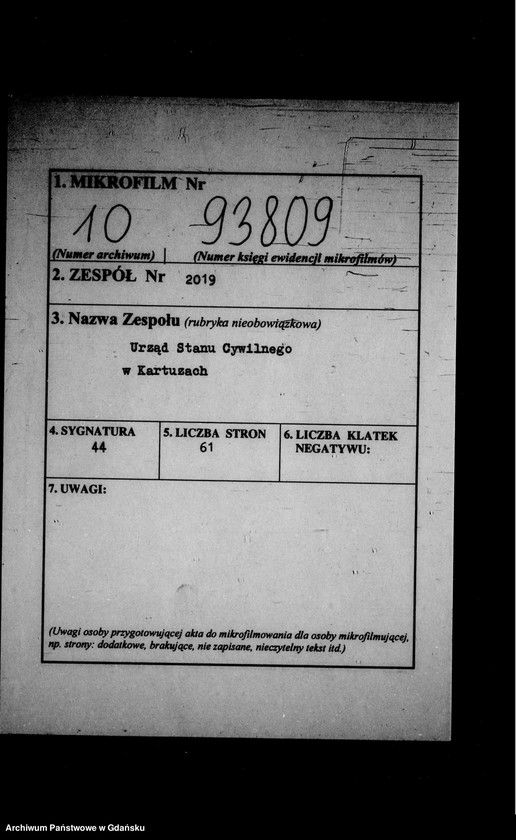 1. MIKROFILM Nr
10 93809
(Numer archiwum) | (Numer księgi ewidencji mikrofilmów)
2. ZESPÓŁ Nr 2019
3. Nazwa Zespołu (rubryka nieobowiązkowa)
Urząd Stanu Cywilnego
w Kartuzach
4. SYGNATURA 5. LICZBA STRON 6. LICZBA KLATEK
44 61 NEGATYWU:
7. UWAGI:
(Uwagi osoby przygotowującej akta do mikrofilmowania dla osoby mikrofilmującej,
np. strony: dodatkowe, brakujące, nie zapisane, nieczytelny tekst itd.)
Archiwum Państwowe w Gdańsku